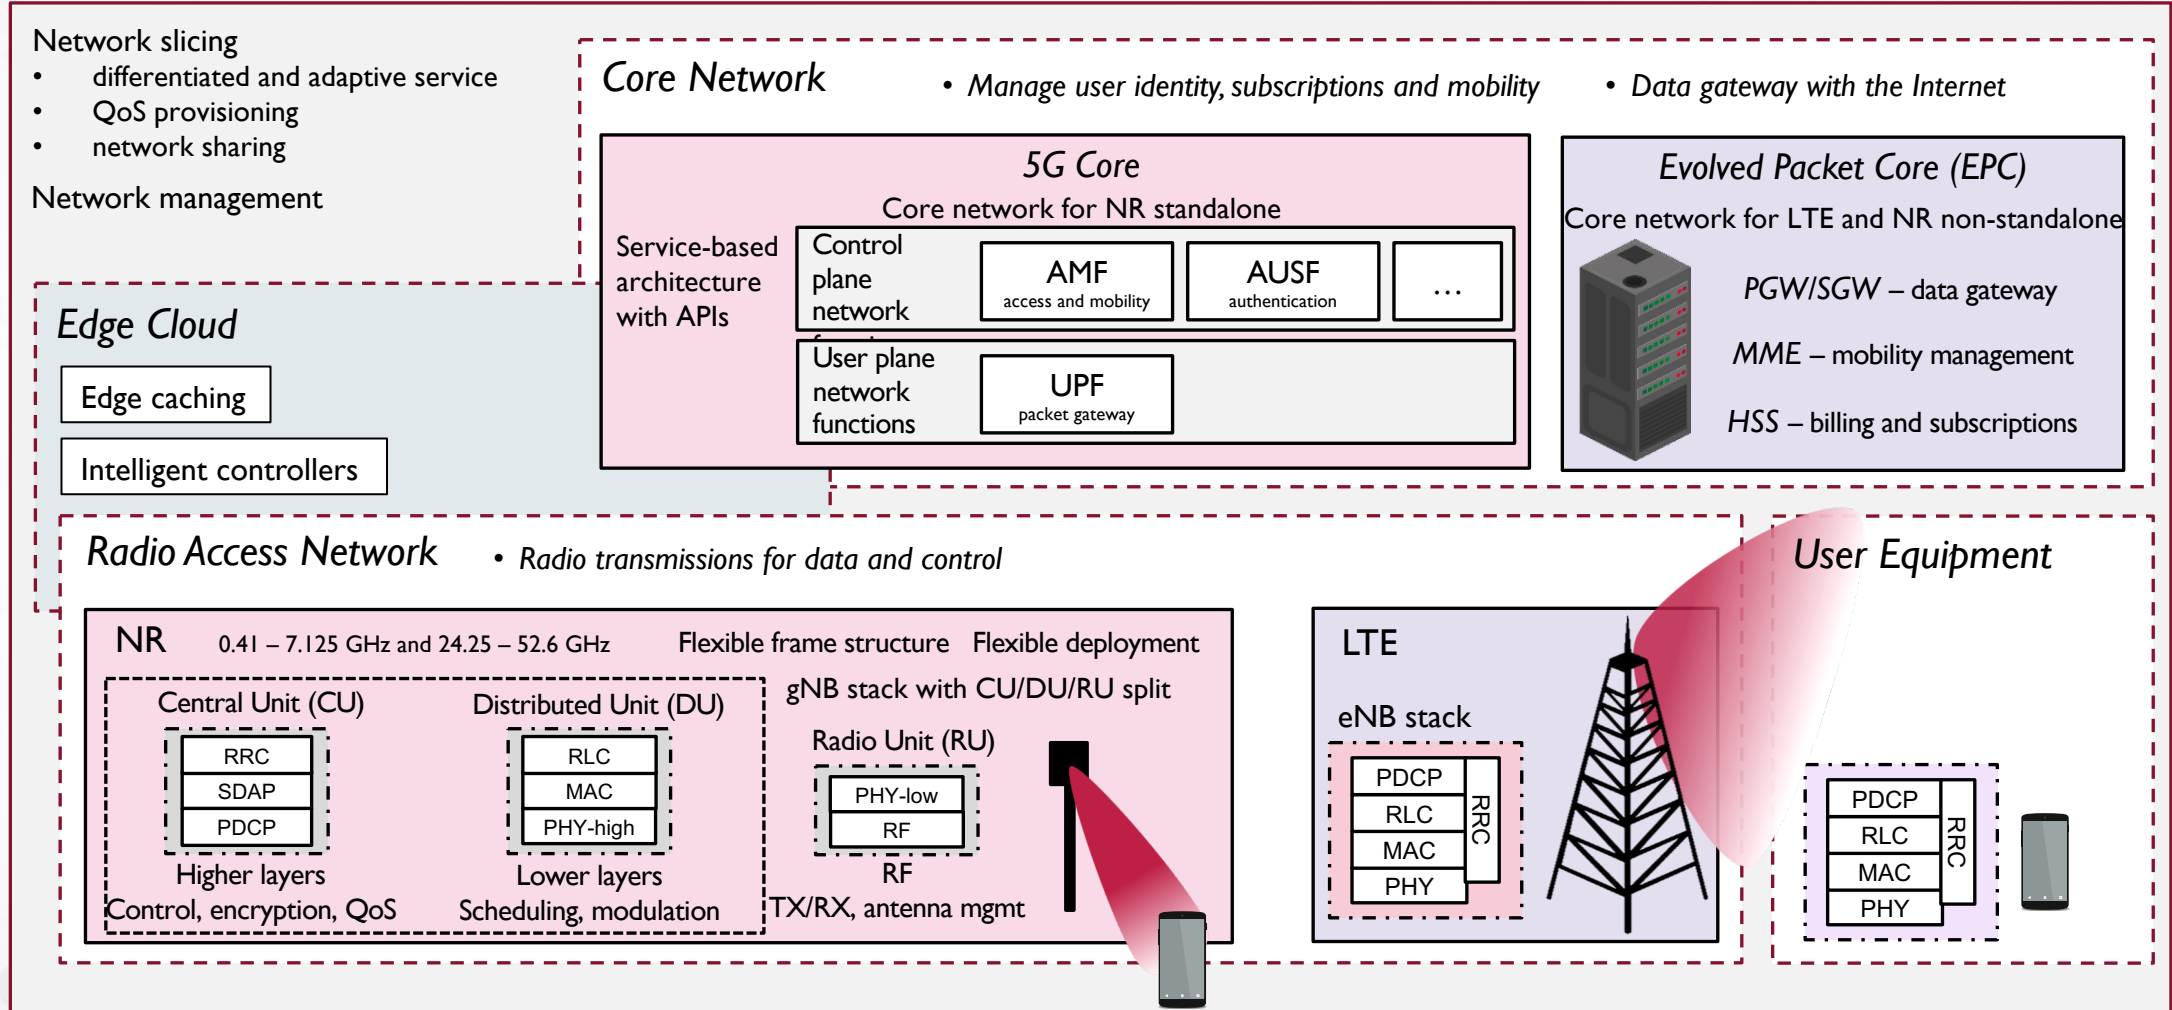 Network slicing
• differentiated and adaptive service
• QoS provisioning
• network sharing
Network management
Core Network
• Manage user identity, subscriptions and mobility
• Data gateway with the Internet
5G Core
Core network for NR standalone
Service-based
architecture
with APIs
Control
plane
network
AMF
access and mobility
AUSF
authentication
...
User plane
network
functions
UPF
packet gateway
Evolved Packet Core (EPC)
Core network for LTE and NR non-standalone
PGW/SGW – data gateway
MME – mobility management
HSS – billing and subscriptions
Edge Cloud
Edge caching
Intelligent controllers
Radio Access Network
• Radio transmissions for data and control
NR
0.41 – 7.125 GHz and 24.25 – 52.6 GHz
Flexible frame structure
Flexible deployment
gNB stack with CU/DU/RU split
Central Unit (CU)
RRC
SDAP
PDCP
Higher layers
Control, encryption, QoS
Distributed Unit (DU)
RLC
MAC
PHY-high
Lower layers
Scheduling, modulation
Radio Unit (RU)
PHY-low
RF
RF
TX/RX, antenna mgmt
LTE
eNB stack
PDCP
RLC
MAC
PHY
RRC
User Equipment
PDCP
RLC
MAC
PHY
RRC